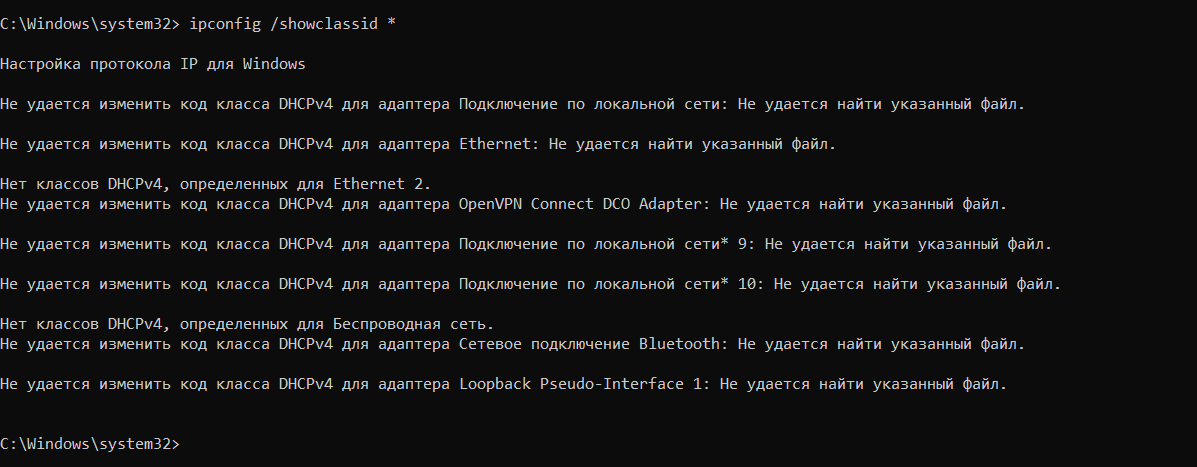 C:\Windows\system32> ipconfig /showclassid *
Настройка протокола IP для Windows
Не удается изменить код класса DHCPv4 для адаптера Подключение по локальной сети: Не удается найти указанный файл.
Не удается изменить код класса DHCPv4 для адаптера Ethernet: Не удается найти указанный файл.
Нет классов DHCPv4, определенных для Ethernet 2.
Не удается изменить код класса DHCPv4 для адаптера OpenVPN Connect DCO Adapter: Не удается найти указанный файл.
Не удается изменить код класса DHCPv4 для адаптера Подключение по локальной сети* 9: Не удается найти указанный файл.
Не удается изменить код класса DHCPv4 для адаптера Подключение по локальной сети* 10: Не удается найти указанный файл.
Нет классов DHCPv4, определенных для Беспроводная сеть.
Не удается изменить код класса DHCPv4 для адаптера Сетевое подключение Bluetooth: Не удается найти указанный файл.
Не удается изменить код класса DHCPv4 для адаптера Loopback Pseudo-Interface 1: Не удается найти указанный файл.
C:\Windows\system32>